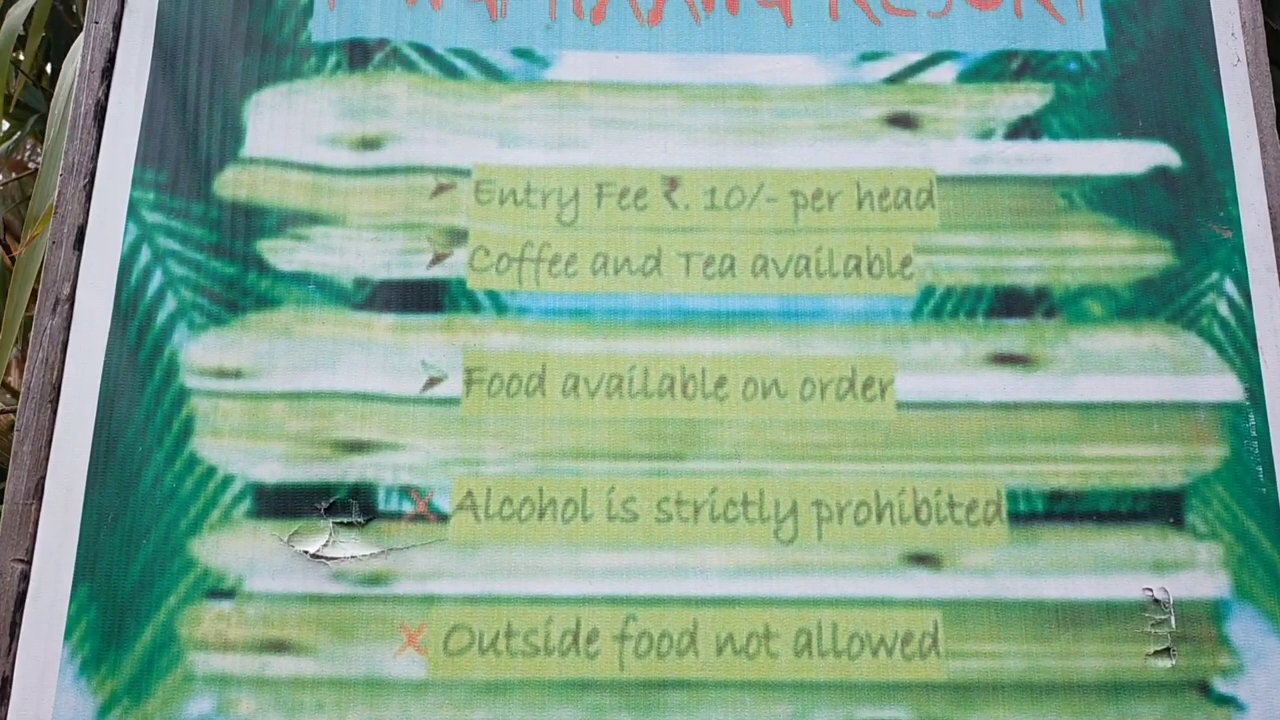 RESORT
Entry Fee ₹. 10/- per head
Coffee and Tea available
Food available on order
Alcohol is strictly prohibited
Outside food not allowed